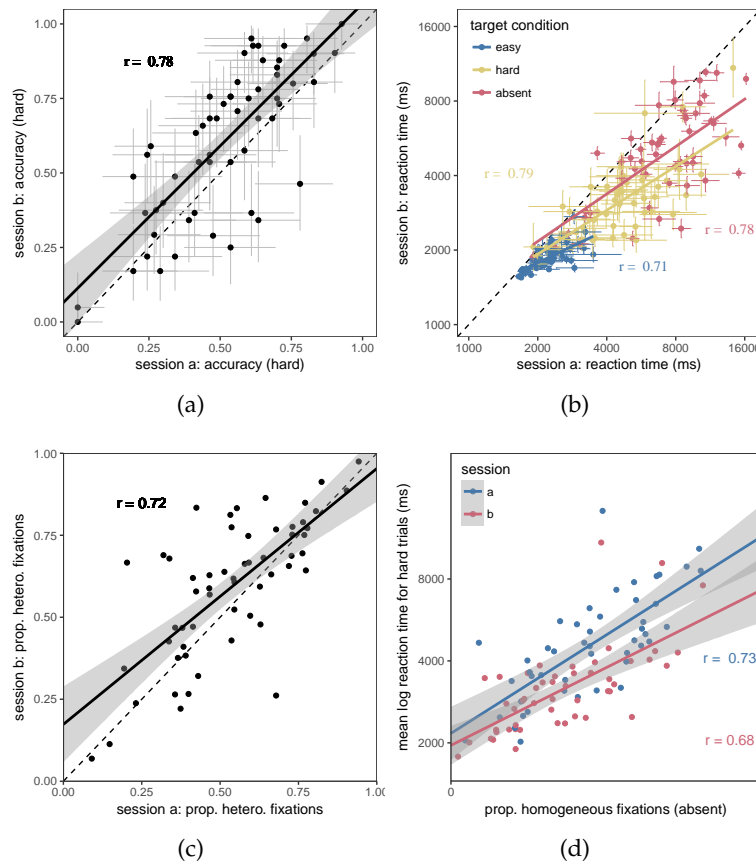 1.00
0.75
0.50
0.25
0.00
session b: accuracy (hard)
r = 0.78
0.00 0.25 0.50 0.75 1.00
session a: accuracy (hard)
(a)
16000
8000
4000
2000
1000
session b: reaction time (ms)
target condition
easy
hard
absent
r = 0.79
r = 0.78
r = 0.71
1000 2000 4000 8000 16000
session a: reaction time (ms)
(b)
1.00
0.75
0.50
0.25
0.00
session b: prop. hetero. fixations
r = 0.72
0.00 0.25 0.50 0.75 1.00
session a: prop. hetero. fixations
(c)
8000
4000
2000
mean log reaction time for hard trials (ms)
session
a
b
r = 0.73
r = 0.68
0
prop. homogeneous fixations (absent)
(d)